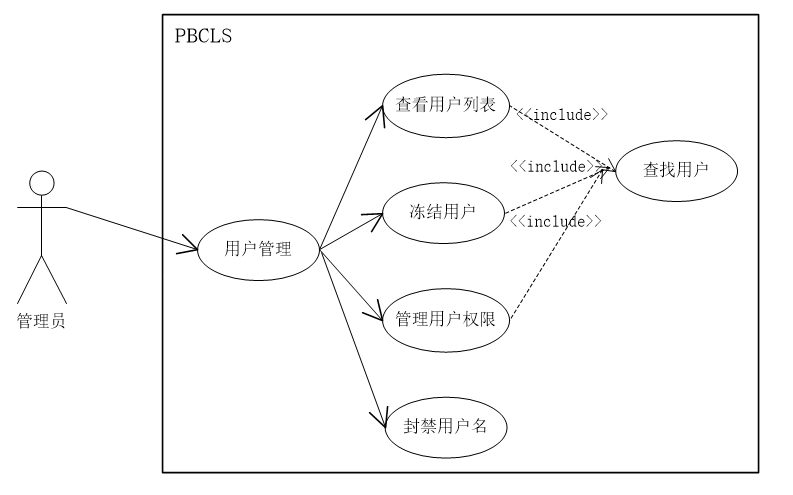 PBCLS
查看用户列表
<<include>>
<<include>>
查找用户
冻结用户
<<include>>
用户管理
管理员
管理用户权限
封禁用户名